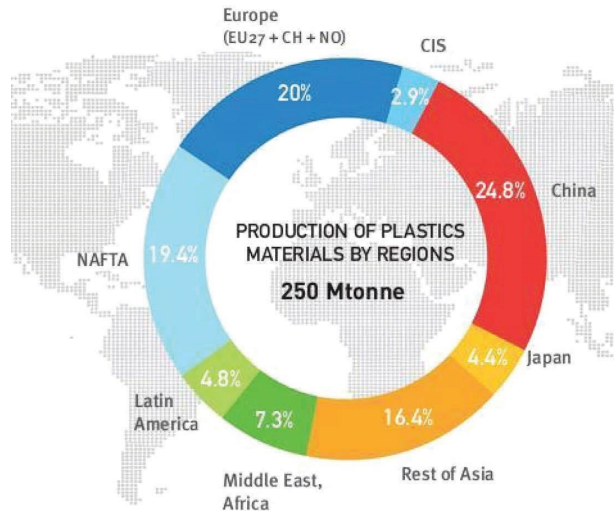 Europe
(EU27 + CH + NO)
CIS
20%
2.9%
24.8%
China
PRODUCTION OF PLASTICS
MATERIALS BY REGIONS
250 Mtonne
19.4%
NAFTA
4.4%
Japan
4.8%
Latin
America
7.3%
16.4%
Middle East,
Africa
Rest of Asia